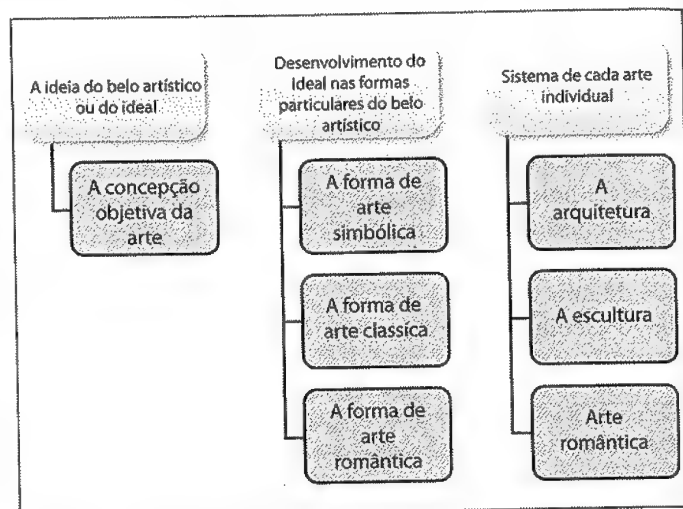 A ideia do belo artístico
ou do ideal
A concepção
objetiva da
arte
Desenvolvimento do
Ideal nas formas
particulares do belo
artístico
A forma de
arte
simbólica
A forma de
arte classica
A forma de
arte
romântica
Sistema de cada arte
individual
A
arquitetura
A escultura
Arte
romântica